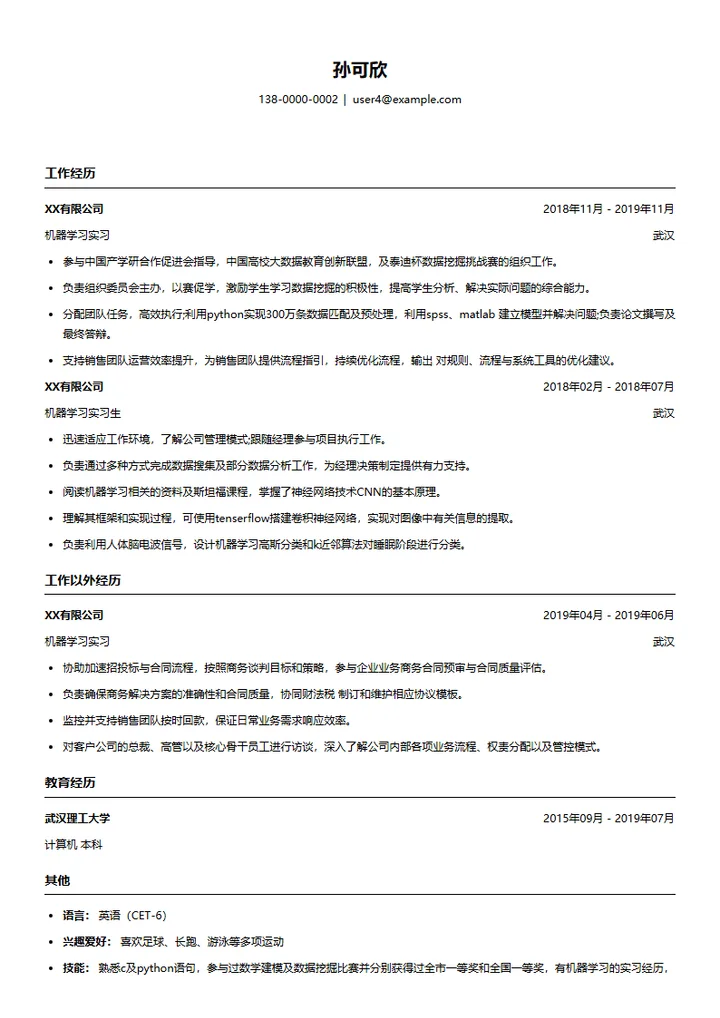 孙可欣
138-0000-0002 | user4@example.com
工作经历
XX有限公司 2018年11月 - 2019年11月
机器学习实习 武汉
• 参与中国产学研合作促进会指导，中国高校大数据教育创新联盟，及泰迪杯数据挖掘挑战赛的组织工作。
• 负责组织委员会主办，以赛促学，激励学生学习数据挖掘的积极性，提高学生分析、解决实际问题的综合能力。
• 分配团队任务，高效执行;利用python实现300万条数据匹配及预处理，利用spss、matlab 建立模型并解决问题;负责论文撰写及
最终答辩。
• 支持销售团队运营效率提升，为销售团队提供流程指引，持续优化流程，输出 对规则、流程与系统工具的优化建议。
XX有限公司 2018年02月 - 2018年07月
机器学习实习生 武汉
• 迅速适应工作环境，了解公司管理模式;跟随经理参与项目执行工作。
• 负责通过多种方式完成数据搜集及部分数据分析工作，为经理决策制定提供有力支持。
• 阅读机器学习相关的资料及斯坦福课程，掌握了神经网络技术CNN的基本原理。
• 理解其框架和实现过程，可使用tenserflow搭建卷积神经网络，实现对图像中有关信息的提取。
• 负责利用人体脑电波信号，设计机器学习高斯分类和k近邻算法对睡眠阶段进行分类。
工作以外经历
XX有限公司 2019年04月 - 2019年06月
机器学习实习 武汉
• 协助加速招投标与合同流程，按照商务谈判目标和策略，参与企业业务商务合同预审与合同质量评估。
• 负责确保商务解决方案的准确性和合同质量，协同财法税 制订和维护相应协议模板。
• 监控并支持销售团队按时回款，保证日常业务需求响应效率。
• 对客户公司的总裁、高管以及核心骨干员工进行访谈，深入了解公司内部各项业务流程、权责分配以及管控模式。
教育经历
武汉理工大学 2015年09月 - 2019年07月
计算机 本科
其他
• 语言： 英语（CET-6）
• 兴趣爱好： 喜欢足球、长跑、游泳等多项运动
• 技能： 熟悉c及python语句，参与过数学建模及数据挖掘比赛并分别获得过全市一等奖和全国一等奖，有机器学习的实习经历，